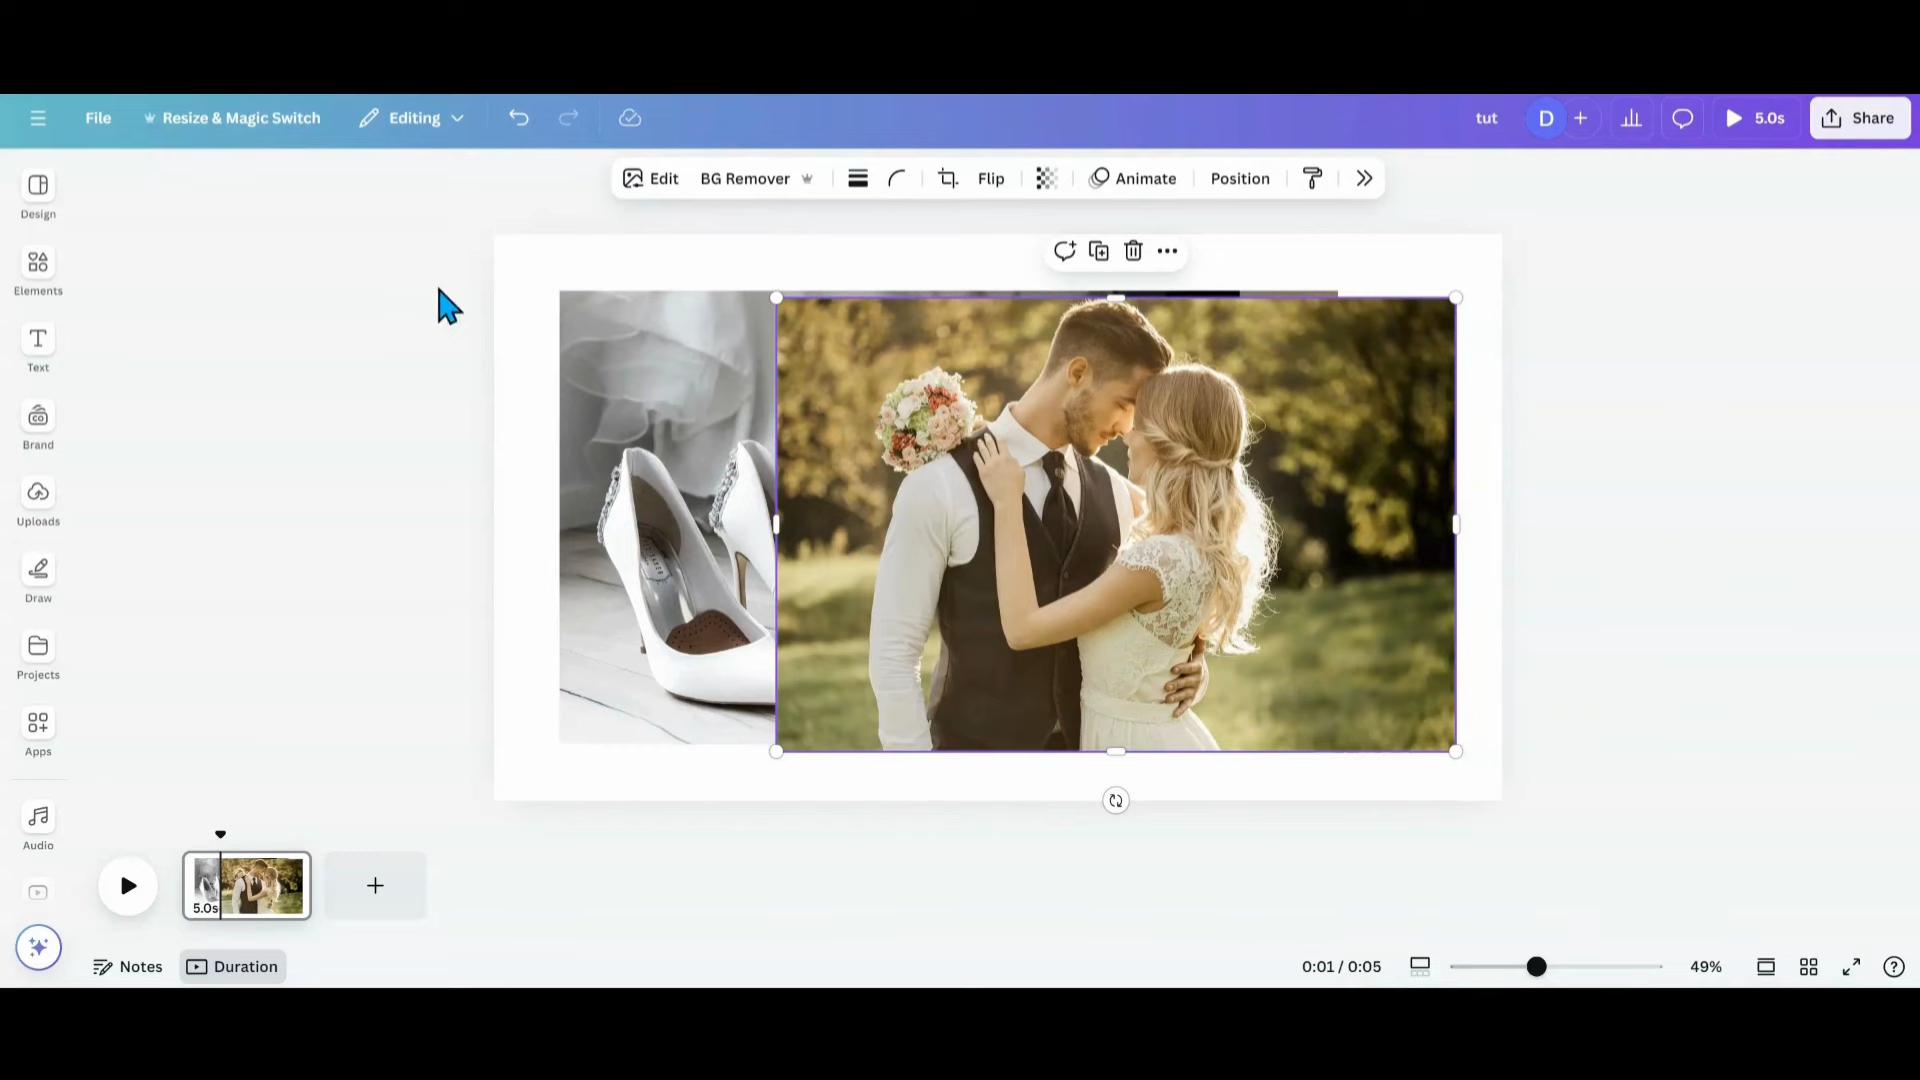 File Resize & Magic Switch Editing tut D 5.0s Share
Edit BG Remover Flip Animate Position
Design
Elements
Text
Brand
Uploads
Draw
Projects
Apps
Audio
5.0s
Notes Duration 0:01 / 0:05 49%